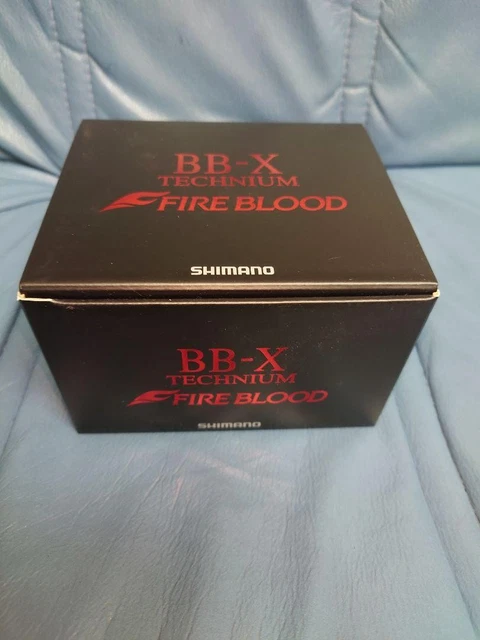 BB-X
TECHNIUM
FIRE BLOOD
SHIMANO
BB-X
TECHNIUM
FIRE BLOOD
SHIMANO